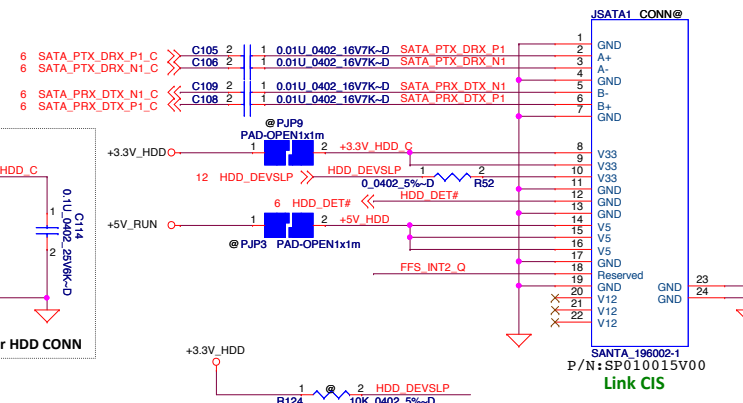 JSATA1 CONN@
6 SATA_PTX_DRX_P1_C C105 2 1 0.01U_0402_16V7K~D SATA_PTX_DRX_P1
6 SATA_PTX_DRX_N1_C C106 2 1 0.01U_0402_16V7K~D SATA_PTX_DRX_N1
6 SATA_PRX_DTX_N1_C C109 2 1 0.01U_0402_16V7K~D SATA_PRX_DTX_N1
6 SATA_PRX_DTX_P1_C C108 2 1 0.01U_0402_16V7K~D SATA_PRX_DTX_P1
1 GND
2 A+
3 A-
4 GND
5 B-
6 B+
7 GND
@PJP9
PAD-OPEN1x1m
+3.3V_HDD 1 2 +3.3V_HDD_C
12 HDD_DEVSLP HDD_DEVSLP 1 2
0_0402_5%~D R52
6 HDD_DET# HDD_DET#
+5V_RUN 1 2 +5V_HDD
@PJP3 PAD-OPEN1x1m
FFS_INT2_Q
8 V33
9 V33
10 V33
11 GND
12 GND
13 GND
14 V5
15 V5
16 V5
17 GND
18 Reserved
19 GND GND 23
20 V12 GND 24
21 V12
22 V12
SANTA_196002-1
P/N:SP010015V00
Link CIS
HDD_C
1
2
C114
0.1U_0402_25V6K~D
r HDD CONN
+3.3V_HDD
1 @ 2 HDD_DEVSLP
R124 10K_0402_5%~D